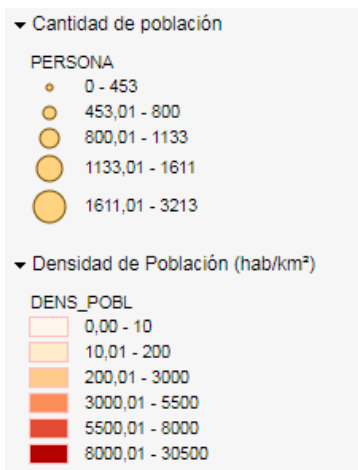 Cantidad de población
PERSONA
0 - 453
453,01 - 800
800,01 - 1133
1133,01 - 1611
1611,01 - 3213
Densidad de Población (hab/km²)
DENS_POBL
0,00 - 10
10,01 - 200
200,01 - 3000
3000,01 - 5500
5500,01 - 8000
8000,01 - 30500